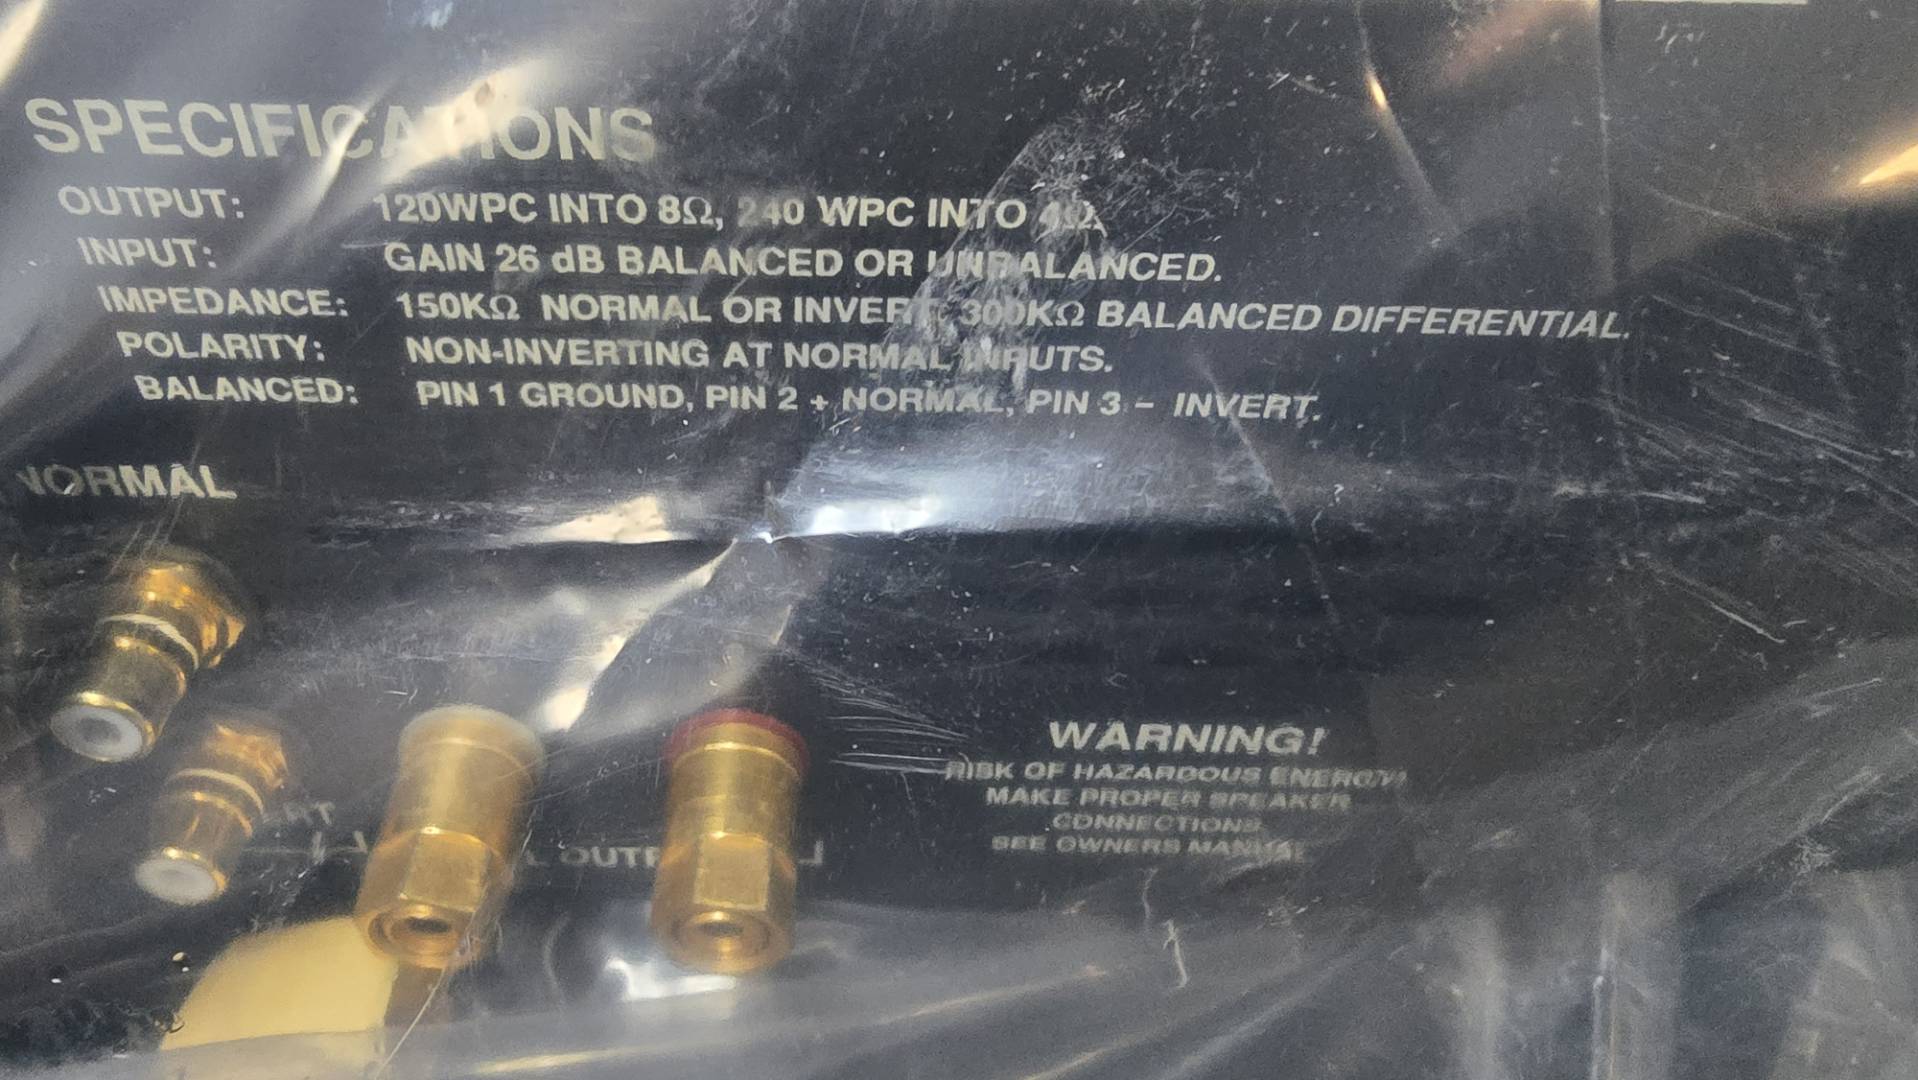 SPECIFICATIONS
OUTPUT: 120WPC INTO 8Ω, 240 WPC INTO 4Ω.
INPUT: GAIN 26 dB BALANCED OR UNBALANCED.
IMPEDANCE: 150KΩ NORMAL OR INVERT, 300KΩ BALANCED DIFFERENTIAL.
POLARITY: NON-INVERTING AT NORMAL INPUTS.
BALANCED: PIN 1 GROUND, PIN 2 + NORMAL, PIN 3 – INVERT.
NORMAL
WARNING!
RISK OF HAZARDOUS ENERGY!
MAKE PROPER SPEAKER
CONNECTIONS
SEE OWNERS MANUAL